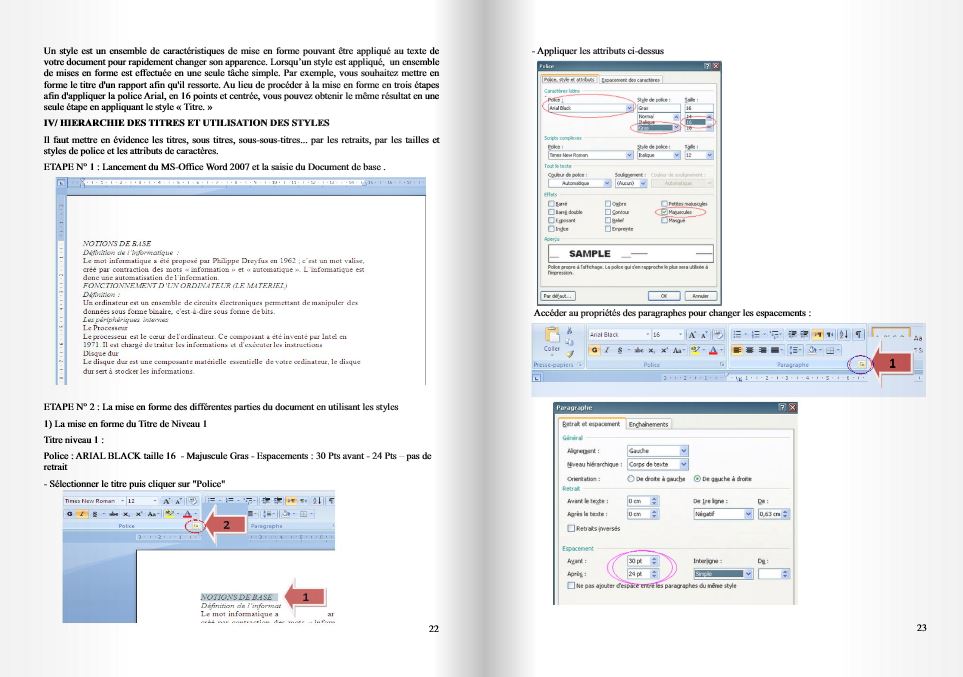 Un style est un ensemble de caractéristiques de mise en forme pouvant être appliqué au texte de
votre document pour rapidement changer son apparence. Lorsqu'un style est appliqué, un ensemble
de mises en forme est effectuée en une seule tâche simple. Par exemple, vous souhaitez mettre en
forme le titre d'un rapport afin qu'il ressorte. Au lieu de procéder à la mise en forme en trois étapes
afin d'appliquer la police Arial, en 16 points et centrée, vous pouvez obtenir le même résultat en une
seule étape en appliquant le style « Titre. »
IV/ HIERARCHIE DES TITRES ET UTILISATION DES STYLES
Il faut mettre en évidence les titres, sous titres, sous-sous-titres... par les retraits, par les tailles et
styles de police et les attributs de caractères.
ETAPE N° 1 : Lancement du MS-Office Word 2007 et la saisie du Document de base .
NOTIONS DE BASE
Définition de l'informatique :
Le mot informatique a été proposé par Philippe Dreyfus en 1962 ; c'est un mot valise,
créé par contraction des mots « information » et « automatique ». L'informatique est
donc une automatisation de l'information.
FONCTIONNEMENT D'UN ORDINATEUR (LE MATERIEL)
Définition :
Un ordinateur est un ensemble de circuits électroniques permettant de manipuler des
données sous forme binaire, c'est-à-dire sous forme de bits.
Les périphériques internes
Le Processeur
Le processeur est le cœur de l'ordinateur. Ce composant a été inventé par Intel en
1971. Il est chargé de traiter les informations et d'exécuter les instructions
Disque dur
Le disque dur est une composante matérielle essentielle de votre ordinateur, le disque
dur sert à stocker les informations.
ETAPE N° 2 : La mise en forme des différentes parties du document en utilisant les styles
1) La mise en forme du Titre de Niveau 1
Titre niveau 1 :
Police : ARIAL BLACK taille 16 - Majuscule Gras - Espacements : 30 Pts avant - 24 Pts – pas de
retrait
- Sélectionner le titre puis cliquer sur "Police"
Times New Roman 12
Police Paragraphe
2
NOTIONS DE BASE
1
Définition de l'informat
Le mot informatique a ar
22
- Appliquer les attributs ci-dessus
Police
Police, style et attributs Espacement des caractères
Caractères latins
Police : Style de police : Taille :
Arial Black Gras 16
Normal 14
Italique 16
Gras 18
Scripts complexes
Police : Style de police : Taille :
Times New Roman Italique 12
Tout le texte
Couleur de police : Soulignement : Couleur de soulignement :
Automatique (Aucun) Automatique
Effets
Barré Ombre Petites majuscules
Barré double Contour Majuscules
Exposant Relief Masqué
Indice Empreinte
Aperçu
SAMPLE
Police propre à l'affichage. La police qui s'en rapproche le plus sera utilisée à
l'impression.
Par défaut... OK Annuler
Accéder au propriétés des paragraphes pour changer les espacements :
Arial Black 16
Coller
Presse-papiers Police Paragraphe
1
Paragraphe
Retrait et espacement Enchaînements
Général
Alignement : Gauche
Niveau hiérarchique : Corps de texte
Orientation : De droite à gauche De gauche à droite
Retrait
Avant le texte : 0 cm De 1re ligne : De :
Après le texte : 0 cm Négatif 0,63 cm
Retraits inversés
Espacement
Avant : 30 pt Interligne : De :
Après : 24 pt Simple
Ne pas ajouter d'espace entre les paragraphes du même style
23